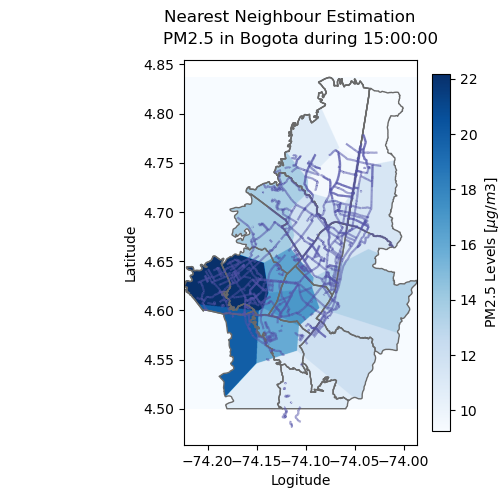 Nearest Neighbour Estimation
PM2.5 in Bogota during 15:00:00
4.85
4.80
4.75
4.70
4.65
4.60
4.55
4.50
Latitude
−74.20 −74.15 −74.10 −74.05 −74.00
Logitude
22
20
18
16
14
12
10
PM2.5 Levels [μg/m3]